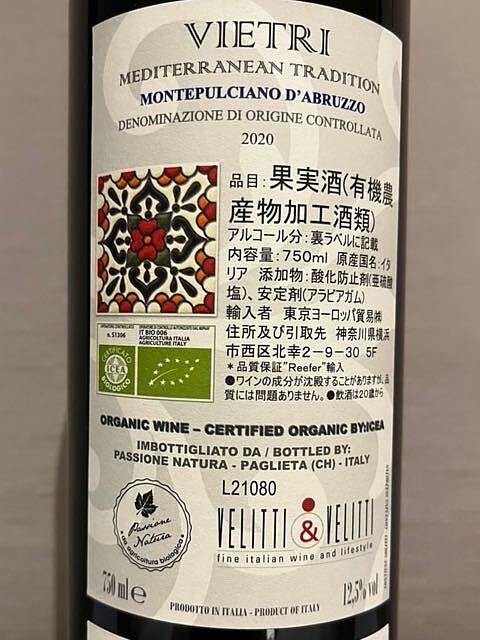 VIETRI
MEDITERRANEAN TRADITION
MONTEPULCIANO D'ABRUZZO
DENOMINAZIONE DI ORIGINE CONTROLLATA
2020
品目:果実酒(有機農
産物加工酒類)
アルコール分:裏ラベルに記載
内容量:750ml 原産国名:イタ
リア 添加物:酸化防止剤(亜硫酸
塩)、安定剤(アラビアガム)
輸入者 東京ヨーロッパ貿易㈱
住所及び引取先 神奈川県横浜
市西区北幸2-9-30 5F
*品質保証"Reefer"輸入
●ワインの成分が沈殿することがありますが、品
質には問題ありません。●飲酒は20歳から
OPERATORE CONTROLLATO
n. S1306
CERTIFICATO
ICEA
BIOLOGICO
IT BIO 006
AGRICOLTURA ITALIA
AGRICULTURE ITALY
ORGANIC WINE – CERTIFIED ORGANIC BY:ICEA
IMBOTTIGLIATO DA / BOTTLED BY:
PASSIONE NATURA - PAGLIETA (CH) - ITALY
L21080
Passione
Natura
da agricoltura biologica
VELITTI & VELITTI
fine italian wine and lifestyle
750 ml e
12,5% vol
PRODOTTO IN ITALIA - PRODUCT OF ITALY